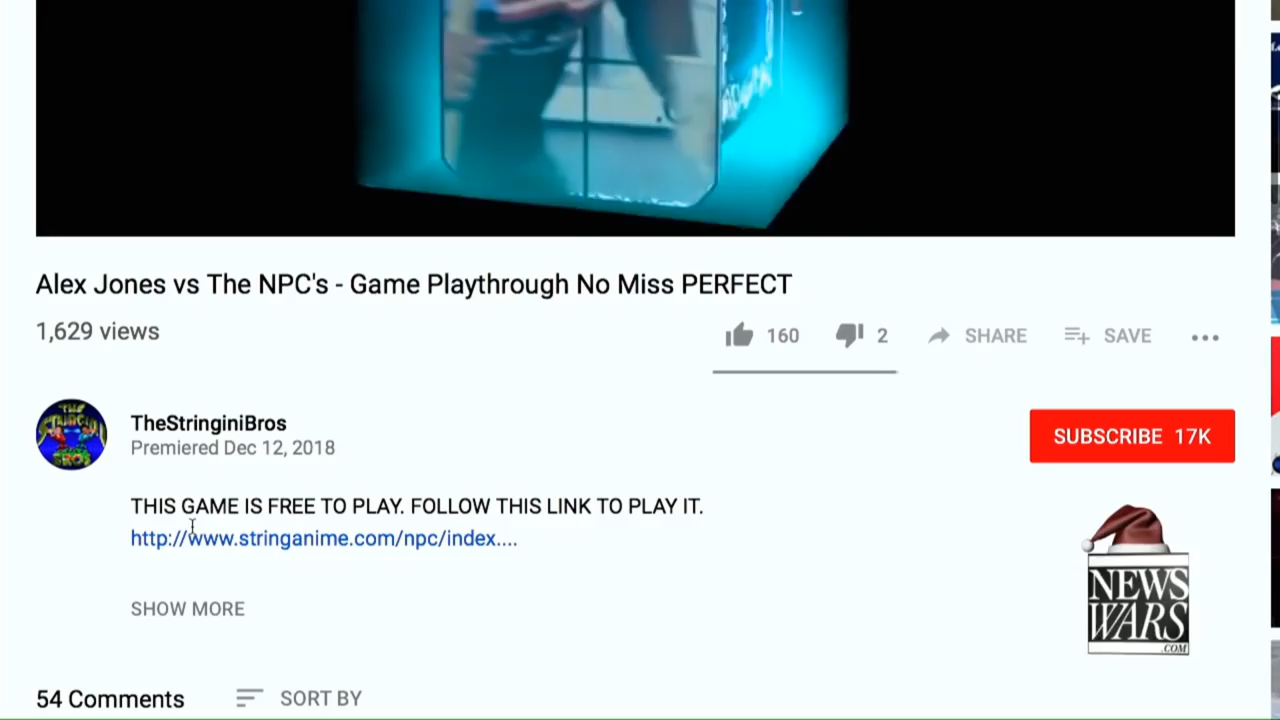 Alex Jones vs The NPC's - Game Playthrough No Miss PERFECT
1,629 views
160 2 SHARE SAVE
TheStringiniBros
Premiered Dec 12, 2018
SUBSCRIBE 17K
THIS GAME IS FREE TO PLAY. FOLLOW THIS LINK TO PLAY IT.
http://www.stringanime.com/npc/index....
SHOW MORE
NEWS
WARS
.COM
54 Comments SORT BY